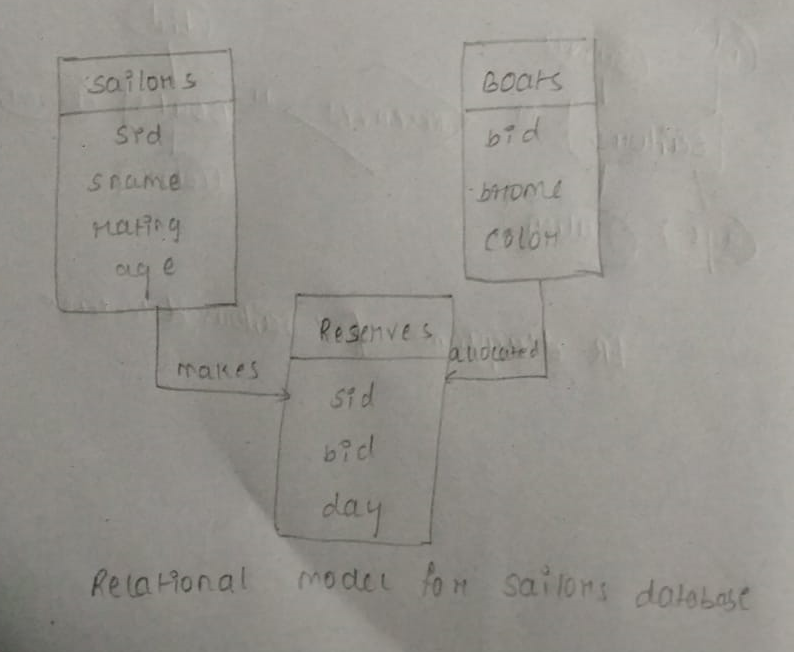 Sailors
sid
sname
rating
age
Boats
bid
bname
color
Reserves
sid
bid
day
makes
allocated
Relational model for sailors database